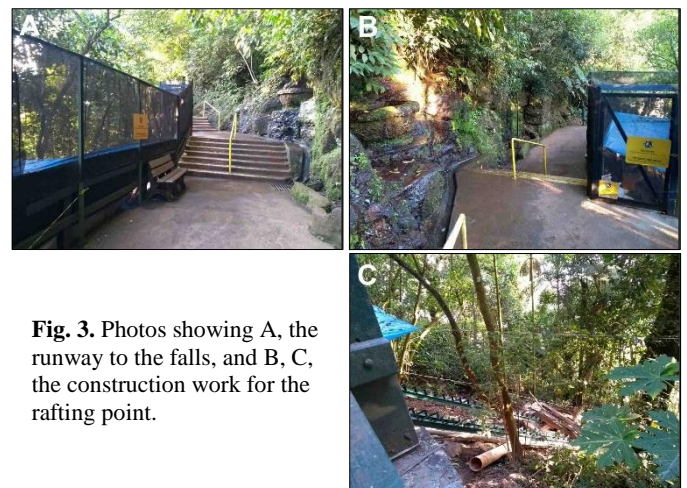 A
B
C
Fig. 3. Photos showing A, the
runway to the falls, and B, C,
the construction work for the
rafting point.